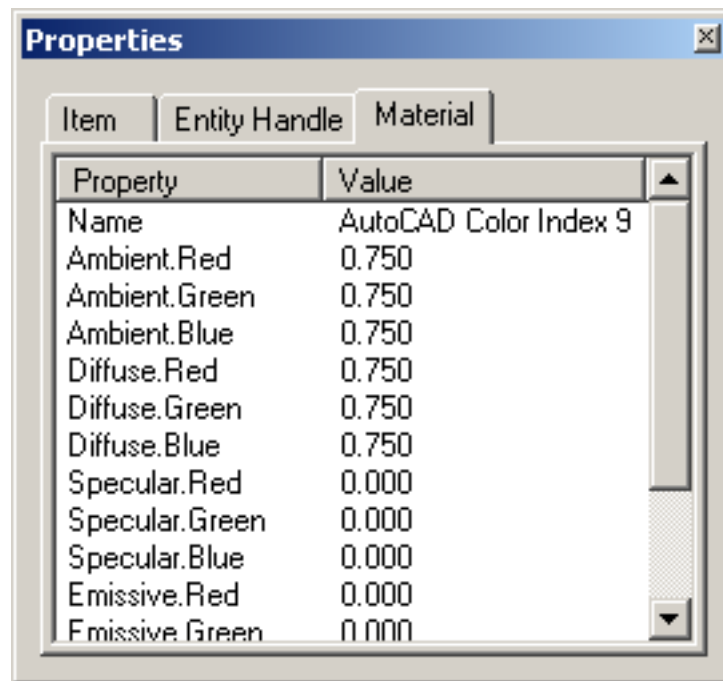 Properties
Item Entity Handle Material
Property Value
Name AutoCAD Color Index 9
Ambient.Red 0.750
Ambient.Green 0.750
Ambient.Blue 0.750
Diffuse.Red 0.750
Diffuse.Green 0.750
Diffuse.Blue 0.750
Specular.Red 0.000
Specular.Green 0.000
Specular.Blue 0.000
Emissive.Red 0.000
Emissive.Green 0.000